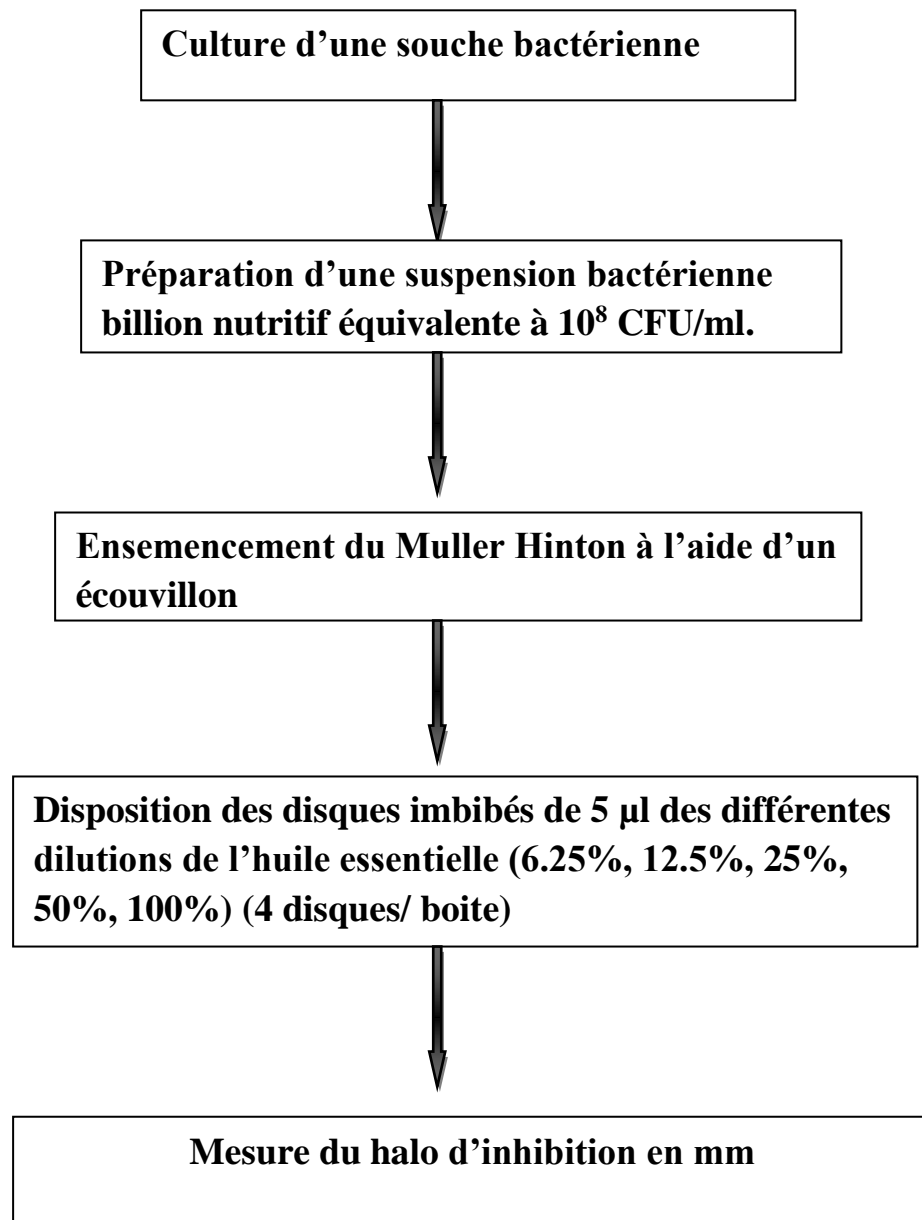 Culture d’une souche bactérienne
Préparation d’une suspension bactérienne
billion nutritif équivalente à 10⁸ CFU/ml.
Ensemencement du Muller Hinton à l’aide d’un
écouvillon
Disposition des disques imbibés de 5 µl des différentes
dilutions de l’huile essentielle (6.25%, 12.5%, 25%,
50%, 100%) (4 disques/ boite)
Mesure du halo d’inhibition en mm